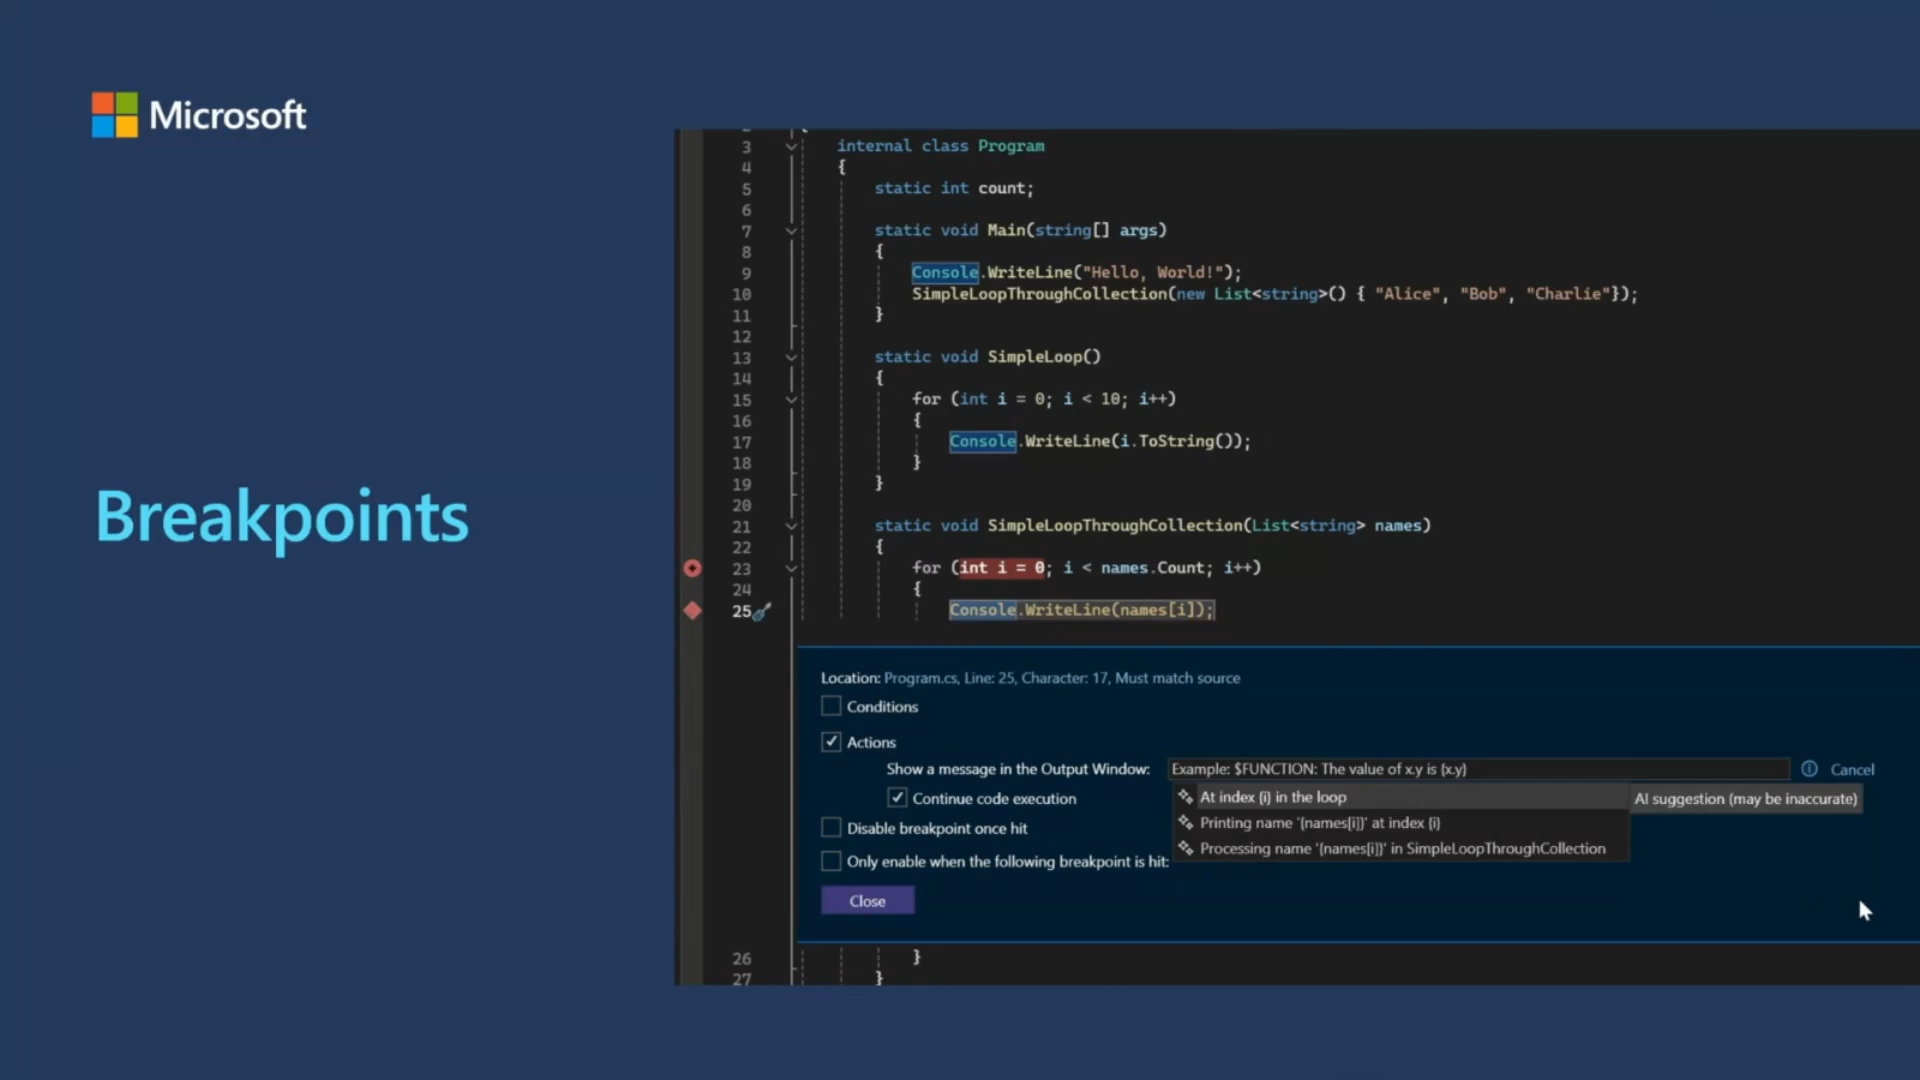 Microsoft
Breakpoints
3 internal class Program
4 {
5 static int count;
6
7 static void Main(string[] args)
8 {
9 Console.WriteLine("Hello, World!");
10 SimpleLoopThroughCollection(new List<string>() { "Alice", "Bob", "Charlie"});
11 }
12
13 static void SimpleLoop()
14 {
15 for (int i = 0; i < 10; i++)
16 {
17 Console.WriteLine(i.ToString());
18 }
19 }
20
21 static void SimpleLoopThroughCollection(List<string> names)
22 {
23 for (int i = 0; i < names.Count; i++)
24 {
25 Console.WriteLine(names[i]);
Location: Program.cs, Line: 25, Character: 17, Must match source
Conditions
Actions
Show a message in the Output Window: Example: $FUNCTION: The value of x.y is {x.y} Cancel
Continue code execution
At index {i} in the loop
AI suggestion (may be inaccurate)
Printing name '{names[i]}' at index {i}
Processing name '{names[i]}' in SimpleLoopThroughCollection
Disable breakpoint once hit
Only enable when the following breakpoint is hit:
Close
26 }
27 }